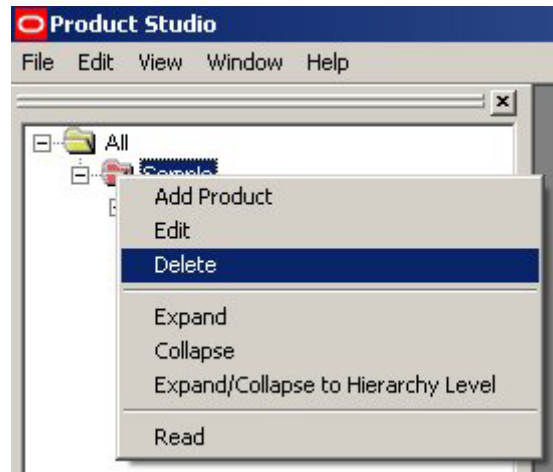 Product Studio
File Edit View Window Help
All
Sample
Add Product
Edit
Delete
Expand
Collapse
Expand/Collapse to Hierarchy Level
Read